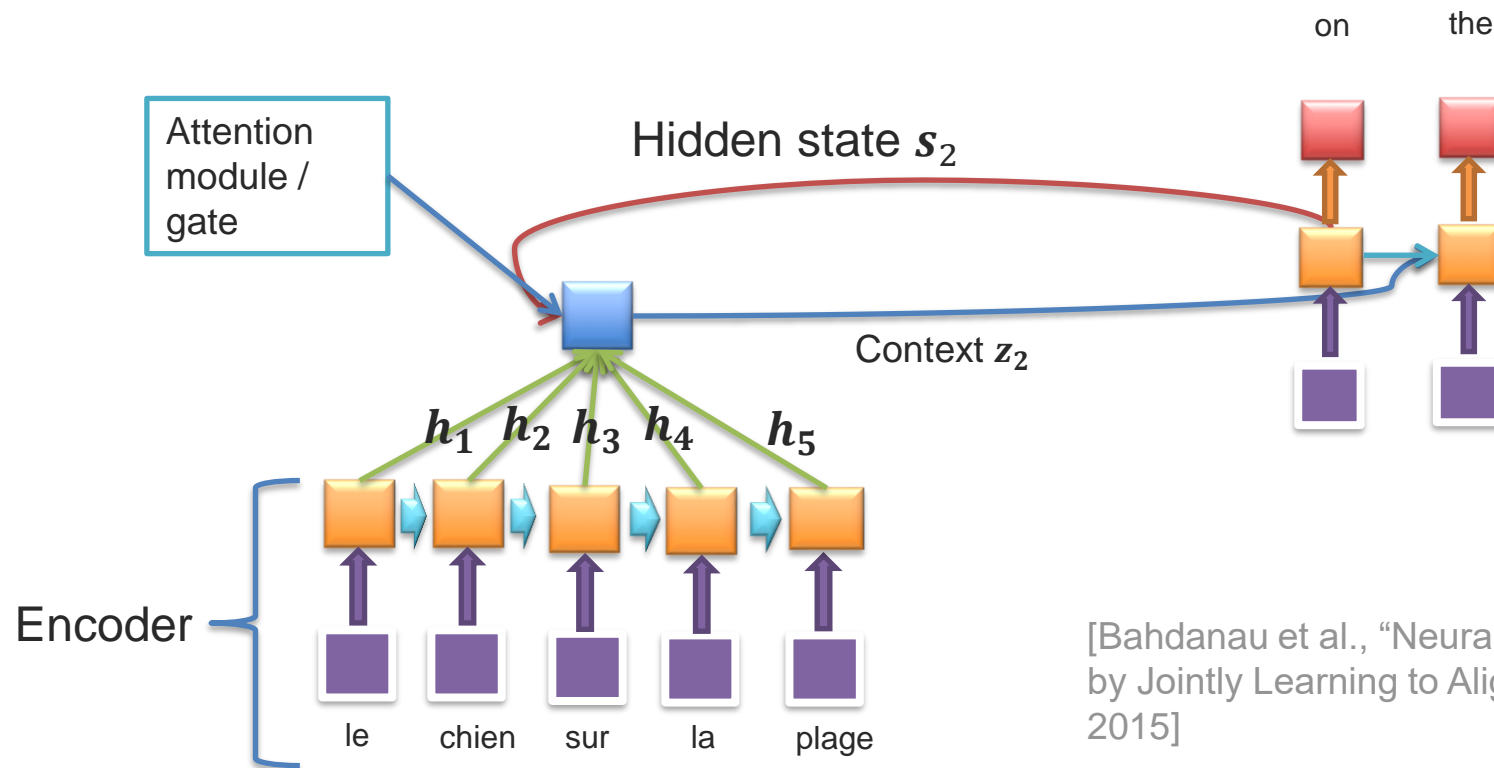 on the
Attention
module /
gate
Hidden state s₂
Context z₂
h₁ h₂ h₃ h₄ h₅
Encoder
le chien sur la plage
[Bahdanau et al., “Neura
by Jointly Learning to Alig
2015]